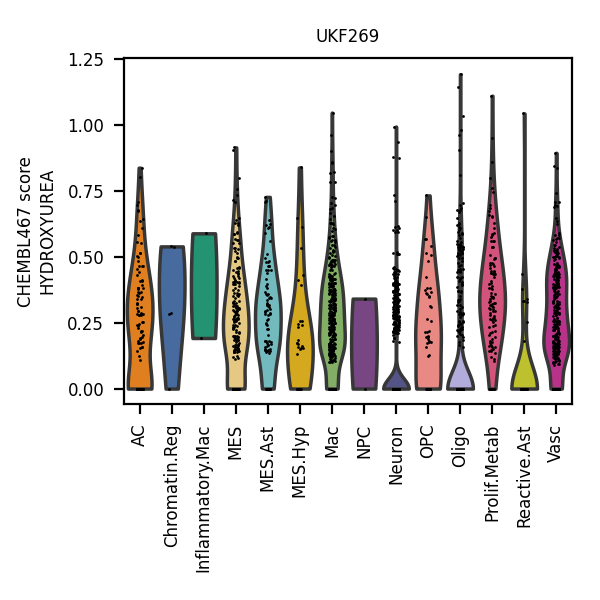 UKF269
CHEMBL467 score
HYDROXYUREA
1.25
1.00
0.75
0.50
0.25
0.00
AC
Chromatin.Reg
Inflammatory.Mac
MES
MES.Ast
MES.Hyp
Mac
NPC
Neuron
OPC
Oligo
Prolif.Metab
Reactive.Ast
Vasc